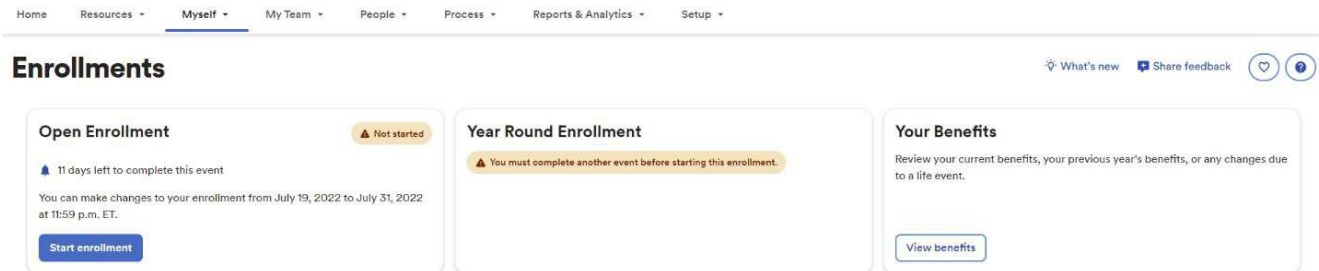 Home Resources Myself My Team People Process Reports & Analytics Setup
Enrollments
What's new Share feedback
Open Enrollment
Not started
11 days left to complete this event
You can make changes to your enrollment from July 19, 2022 to July 31, 2022
at 11:59 p.m. ET.
Start enrollment
Year Round Enrollment
You must complete another event before starting this enrollment.
Your Benefits
Review your current benefits, your previous year's benefits, or any changes due
to a life event.
View benefits